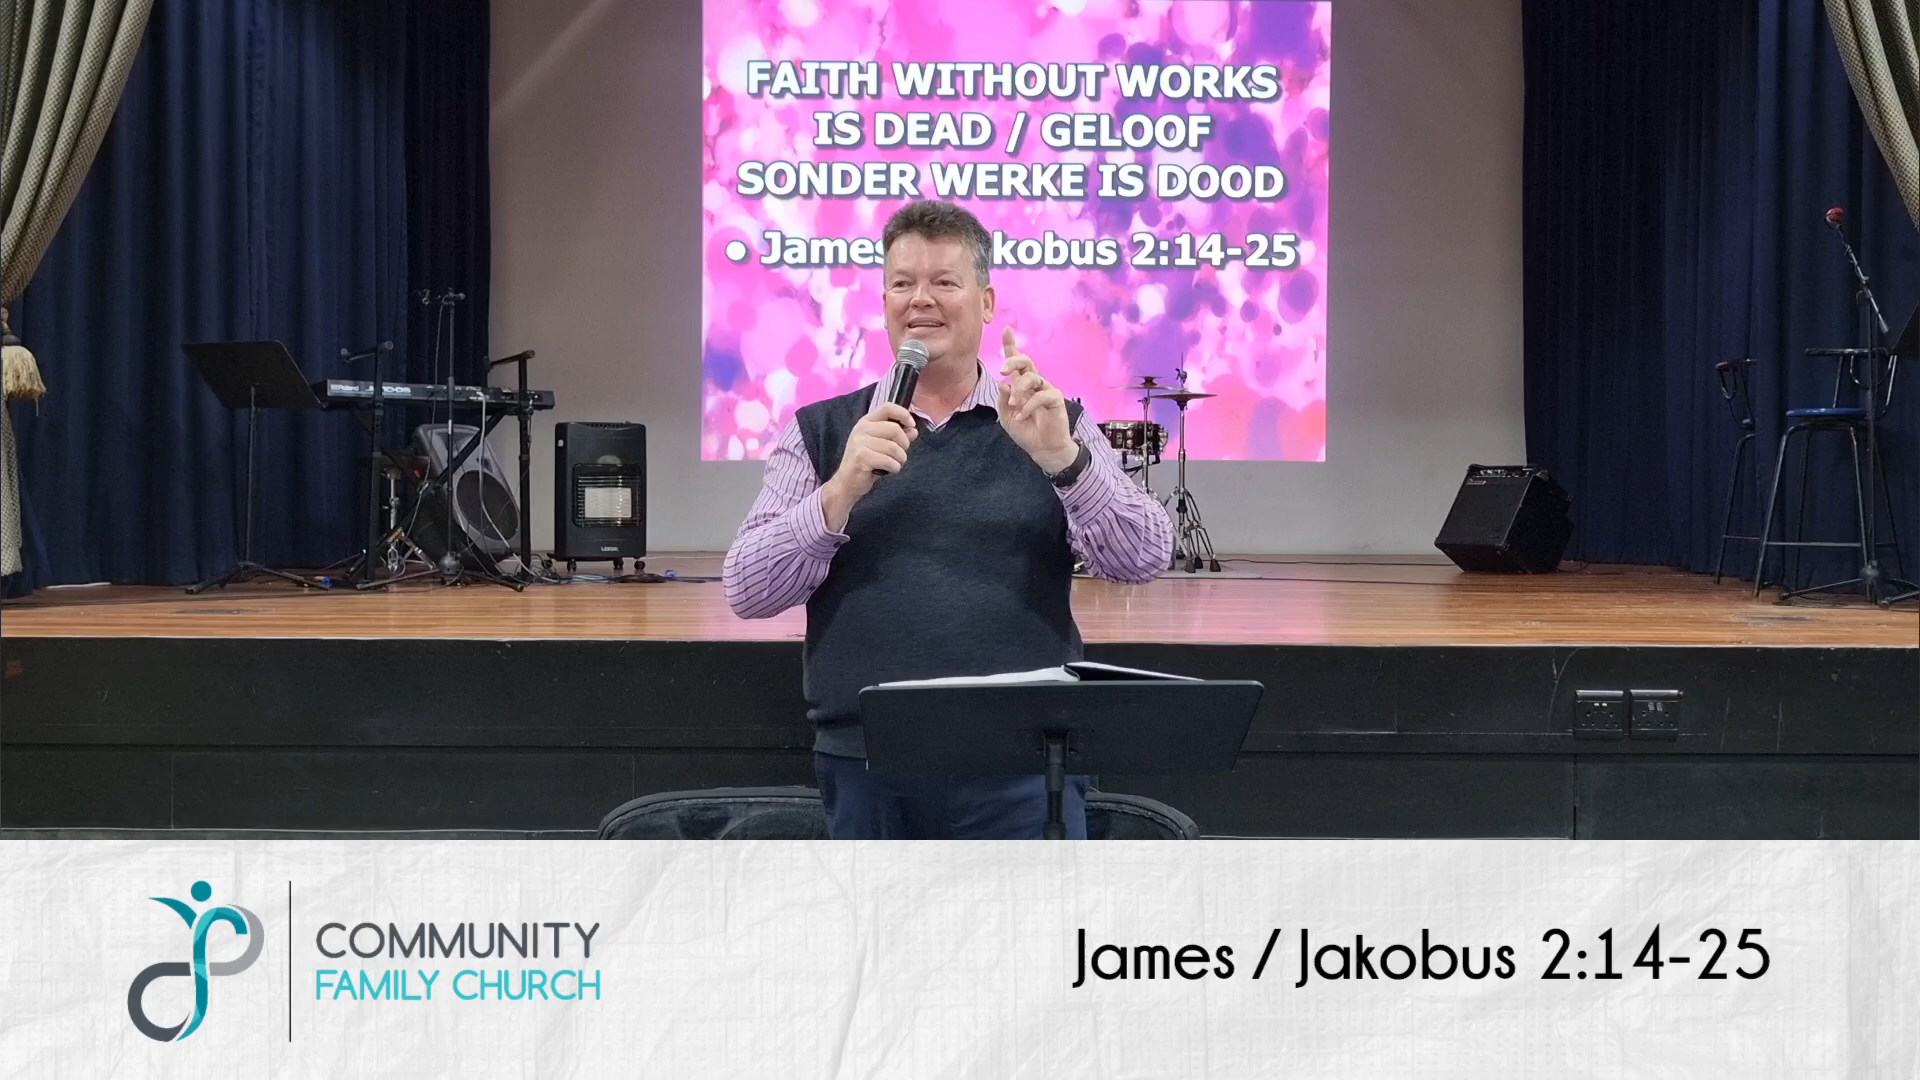 FAITH WITHOUT WORKS
IS DEAD / GELOOF
SONDER WERKE IS DOOD
• James kobus 2:14-25
Roland
COMMUNITY
FAMILY CHURCH
James / Jakobus 2:14-25